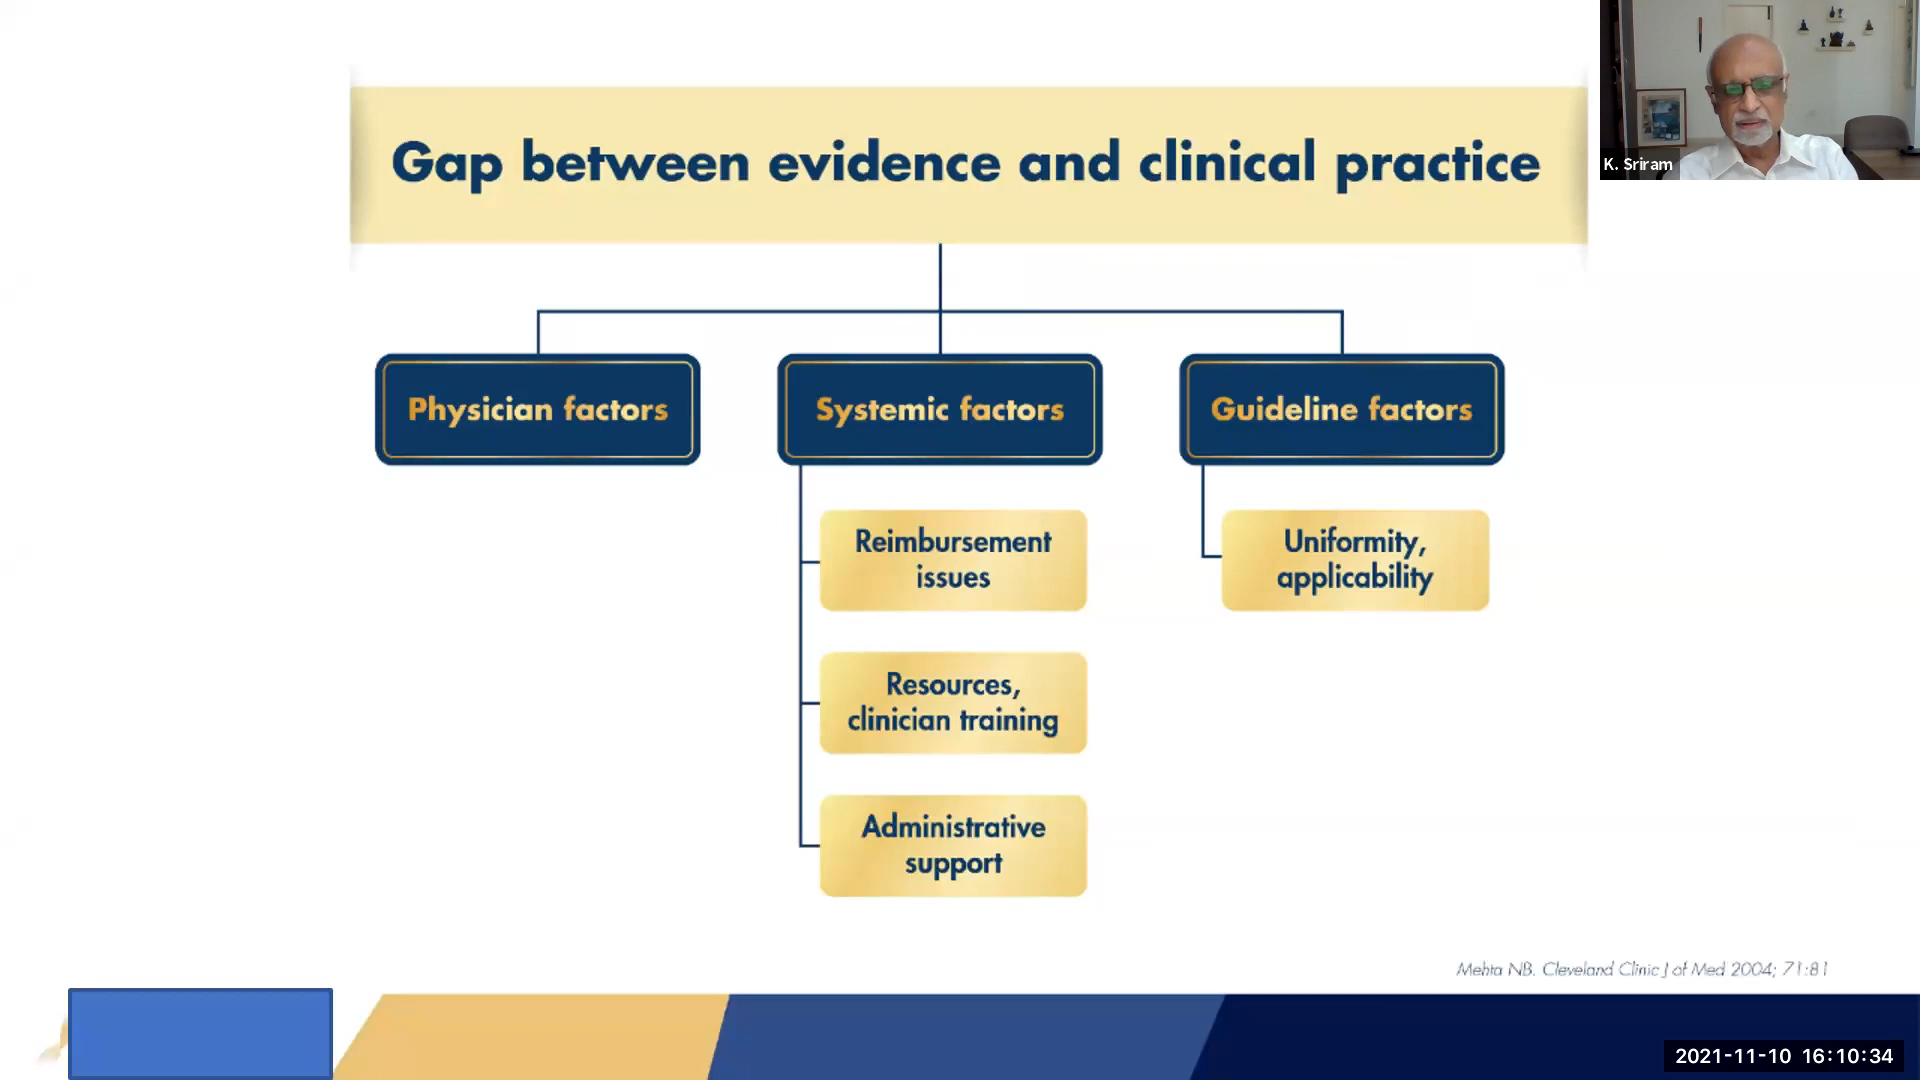 Gap between evidence and clinical practice
K. Sriram
Physician factors
Systemic factors
Guideline factors
Reimbursement
issues
Uniformity,
applicability
Resources,
clinician training
Administrative
support
Mehta NB. Cleveland Clinic J of Med 2004; 71:81
2021-11-10 16:10:34